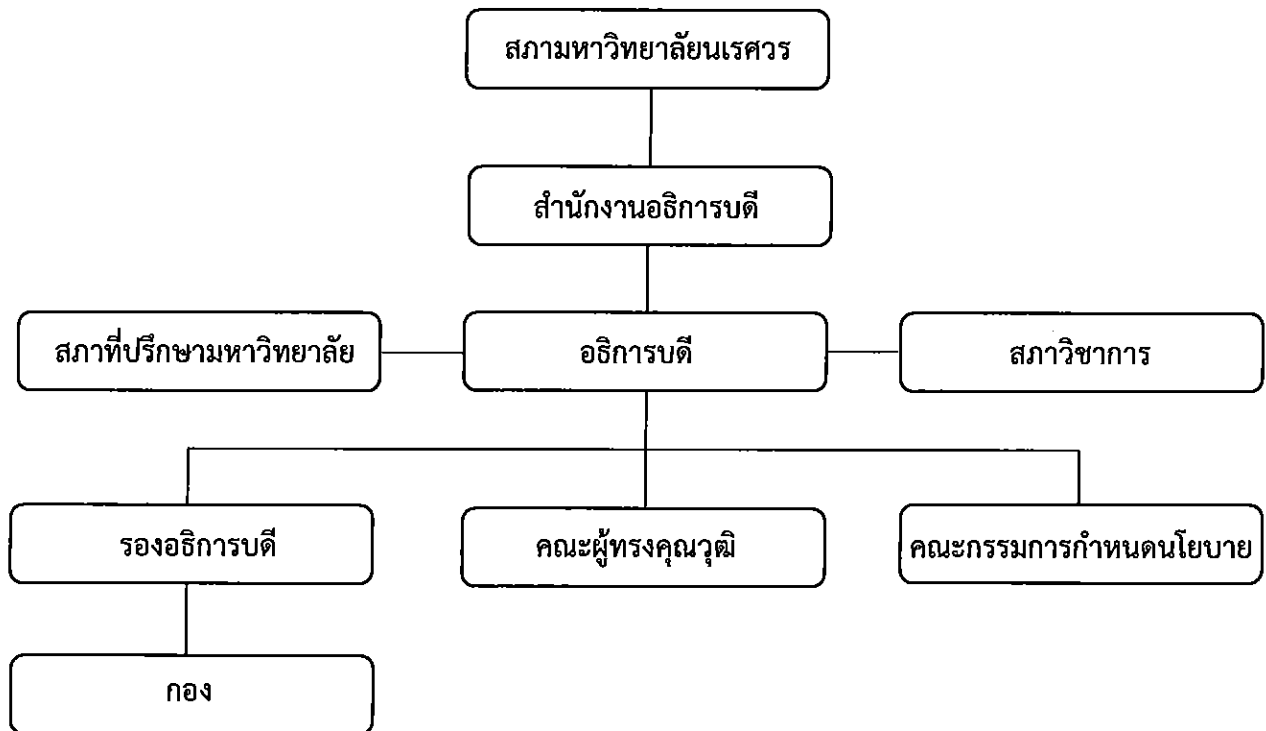 สภามหาวิทยาลัยนเรศวร
สำนักงานอธิการบดี
สภาที่ปรึกษามหาวิทยาลัย
อธิการบดี
สภาวิชาการ
รองอธิการบดี
คณะผู้ทรงคุณวุฒิ
คณะกรรมการกำหนดนโยบาย
กอง